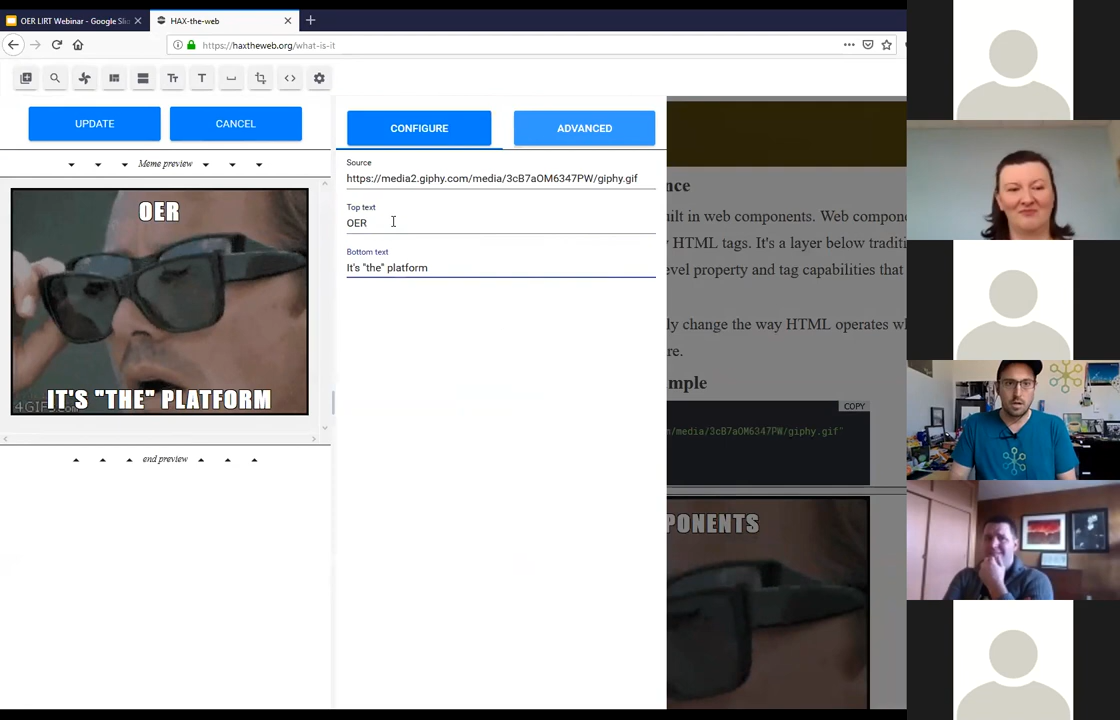 OER LIRT Webinar - Google Slid
HAX-the-web
https://haxtheweb.org/what-is-it
UPDATE
CANCEL
CONFIGURE
ADVANCED
Meme preview
Source
https://media2.giphy.com/media/3cB7aOM6347PW/giphy.gif
Top text
OER
Bottom text
It's "the" platform
OER
IT'S "THE" PLATFORM
4GIFS.com
end preview
nce
uilt in web components. Web compone
HTML tags. It's a layer below traditi
evel property and tag capabilities that
ly change the way HTML operates wh
re.
mple
COPY
n/media/3cB7aOM6347PW/giphy.gif"
PONENTS